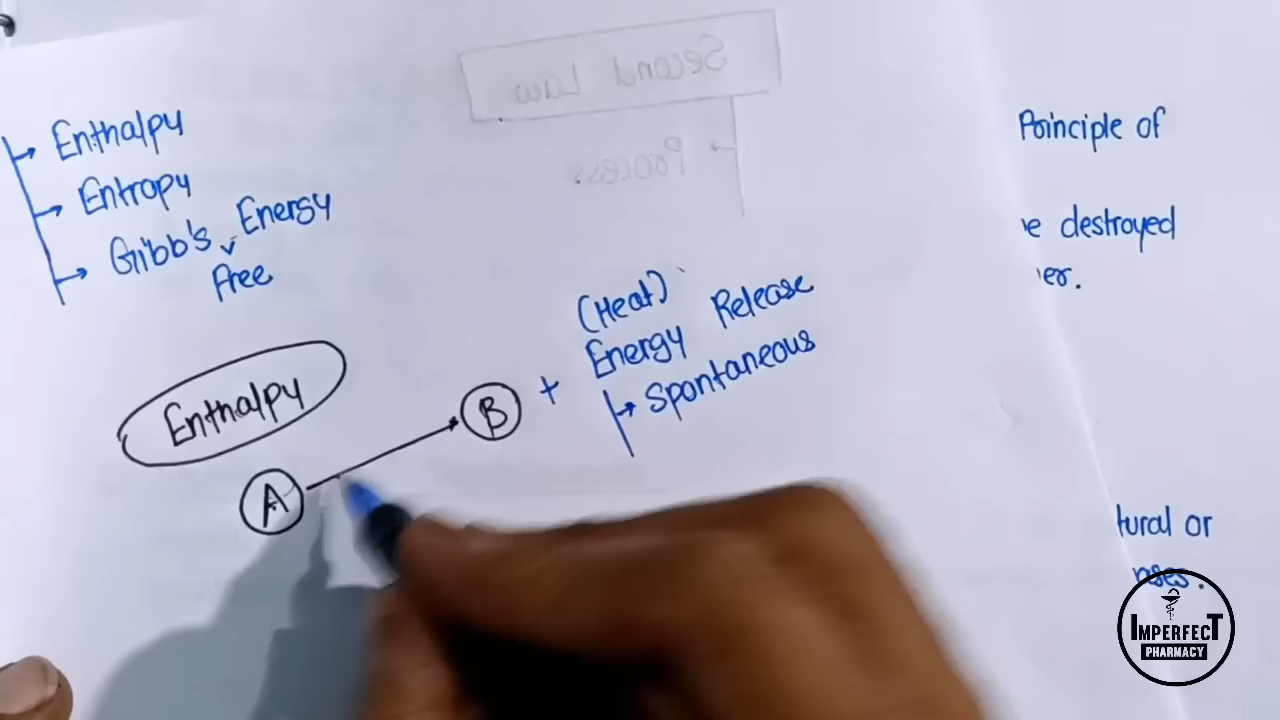 Second Law
Process.
Enthalpy
Entropy
Gibb's Energy
Free
Enthalpy
A
B
+
(Heat)
Energy Release
Spontaneous
Principle of
e destroyed
er.
tural or
nses.
IMPERFECT
PHARMACY